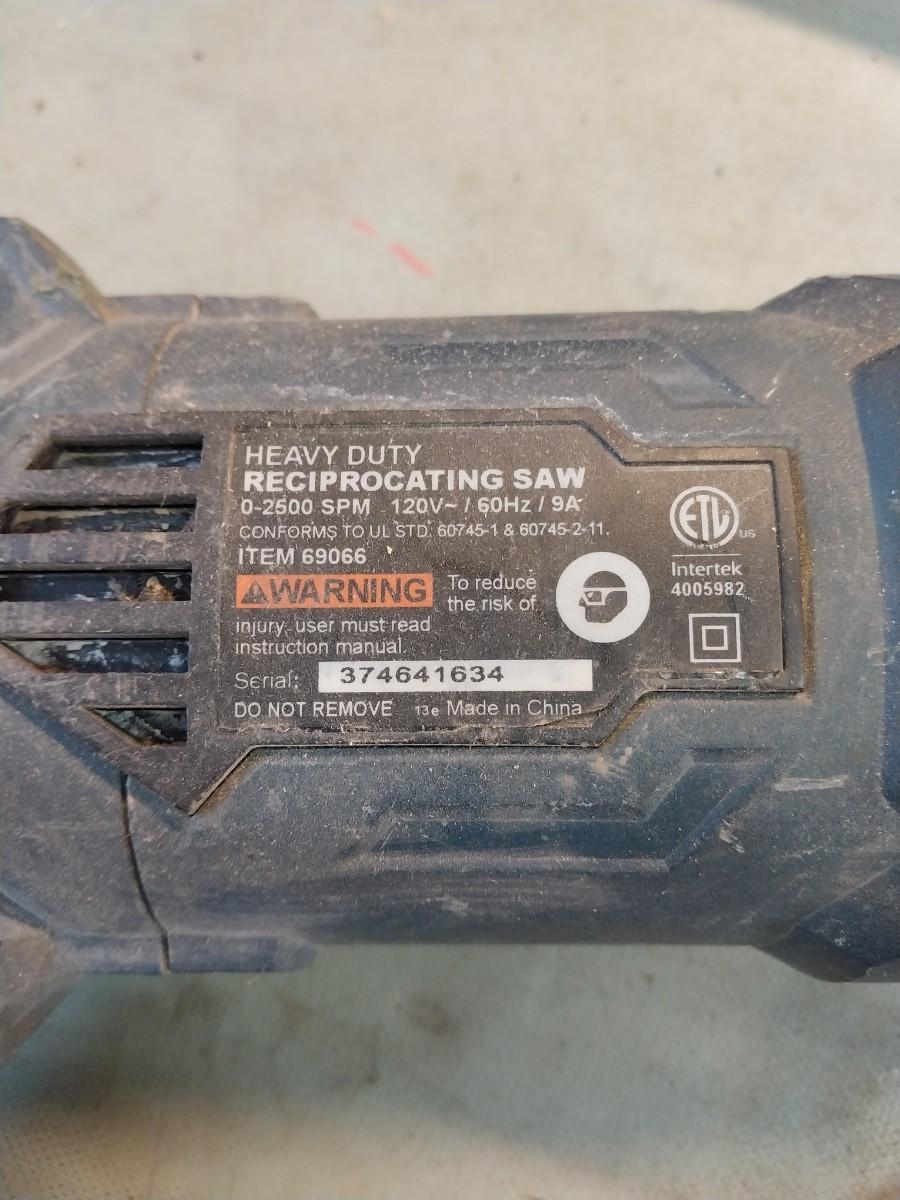 HEAVY DUTY
RECIPROCATING SAW
0-2500 SPM 120V~ / 60Hz / 9A
CONFORMS TO UL STD. 60745-1 & 60745-2-11.
ITEM 69066
WARNING To reduce
the risk of
injury, user must read
instruction manual.
Serial: 374641634
DO NOT REMOVE 13e Made in China
ETL US
LISTED
Intertek
4005982